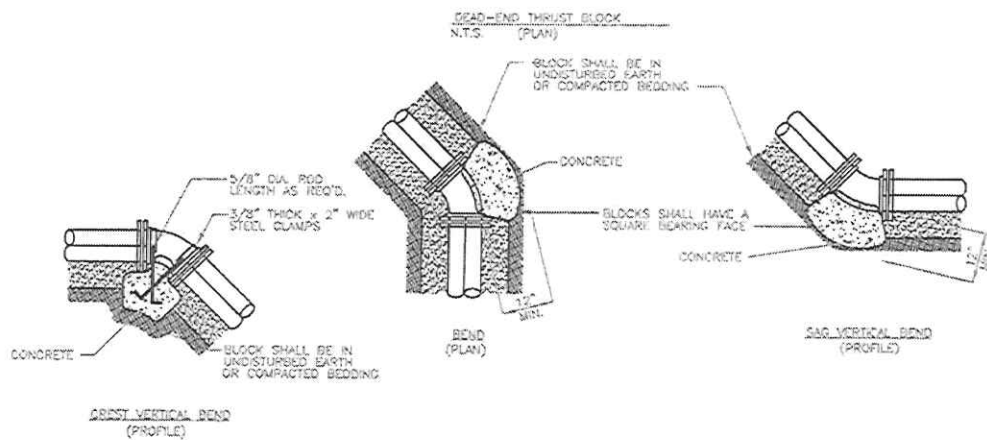 DEAD-END THRUST BLOCK
N.T.S. (PLAN)
BLOCK SHALL BE IN
UNDISTURBED EARTH
OR COMPACTED BEDDING
CONCRETE
5/8" DIA. ROD
LENGTH AS REQ'D.
3/8" THICK x 2" WIDE
STEEL CLAMPS
BLOCKS SHALL HAVE A
SQUARE BEARING FACE
CONCRETE
12"
MIN.
12"
MIN.
BEND
(PLAN)
SAG VERTICAL BEND
(PROFILE)
CONCRETE
BLOCK SHALL BE IN
UNDISTURBED EARTH
OR COMPACTED BEDDING
CREST VERTICAL BEND
(PROFILE)